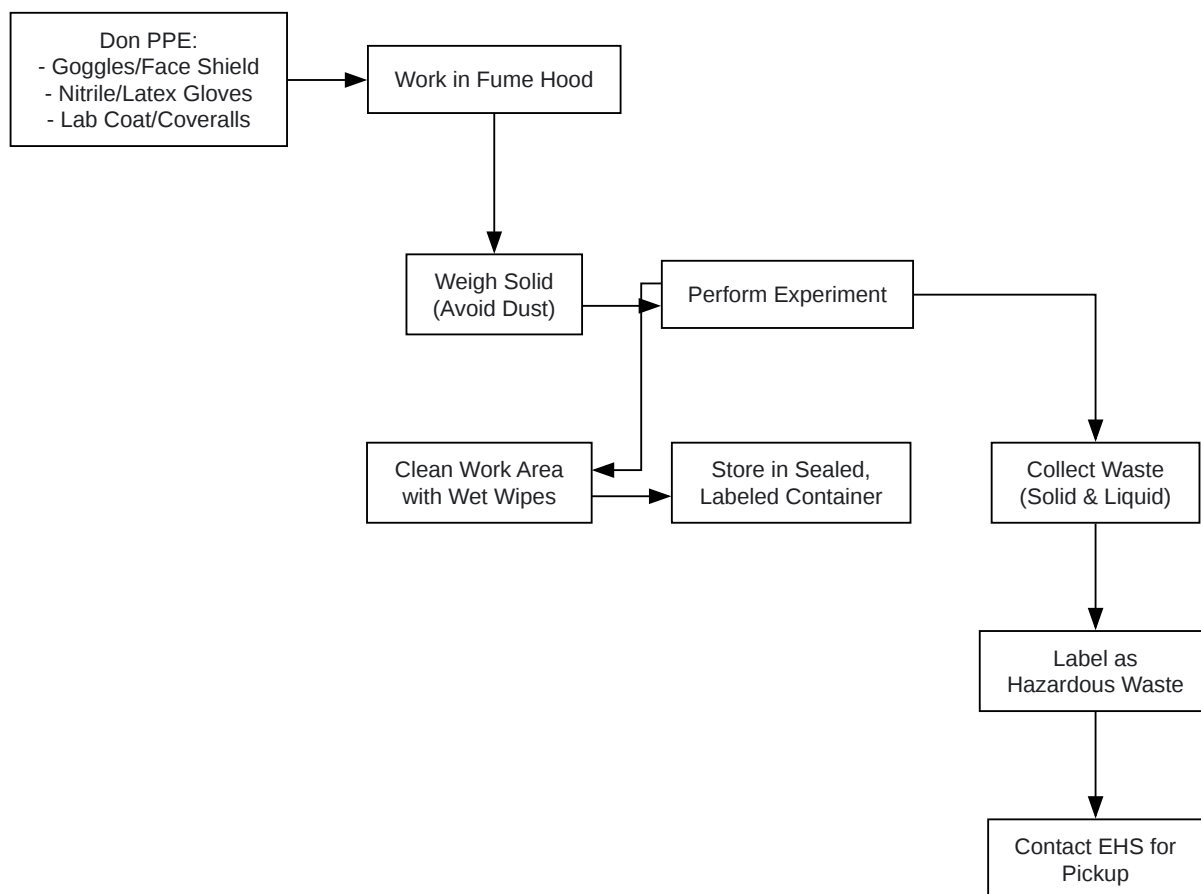 Don PPE:
- Goggles/Face Shield
- Nitrile/Latex Gloves
- Lab Coat/Coveralls
Work in Fume Hood
Weigh Solid
(Avoid Dust)
Perform Experiment
Clean Work Area
with Wet Wipes
Store in Sealed,
Labeled Container
Collect Waste
(Solid & Liquid)
Label as
Hazardous Waste
Contact EHS for
Pickup